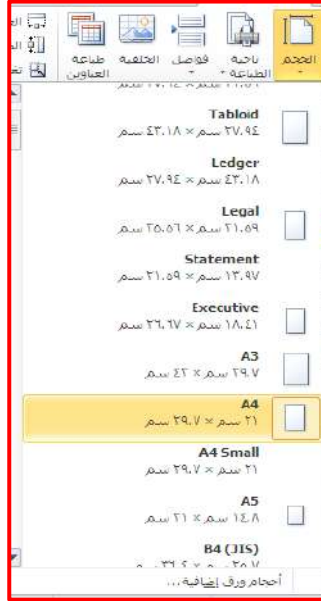 الحجم
ناحية الطباعة
فواصل
الخلفية
طباعة العناوين
Tabloid
٢٧.٩٤ سم × ٤٣.١٨ سم
Ledger
٤٣.١٨ سم × ٢٧.٩٤ سم
Legal
٢١.٥٩ سم × ٣٥.٥٦ سم
Statement
١٣.٩٧ سم × ٢١.٥٩ سم
Executive
١٨.٤١ سم × ٢٦.٦٧ سم
A3
٢٩.٧ سم × ٤٢ سم
A4
٢١ سم × ٢٩.٧ سم
A4 Small
٢١ سم × ٢٩.٧ سم
A5
١٤.٨ سم × ٢١ سم
B4 (JIS)
أحجام ورق إضافية...